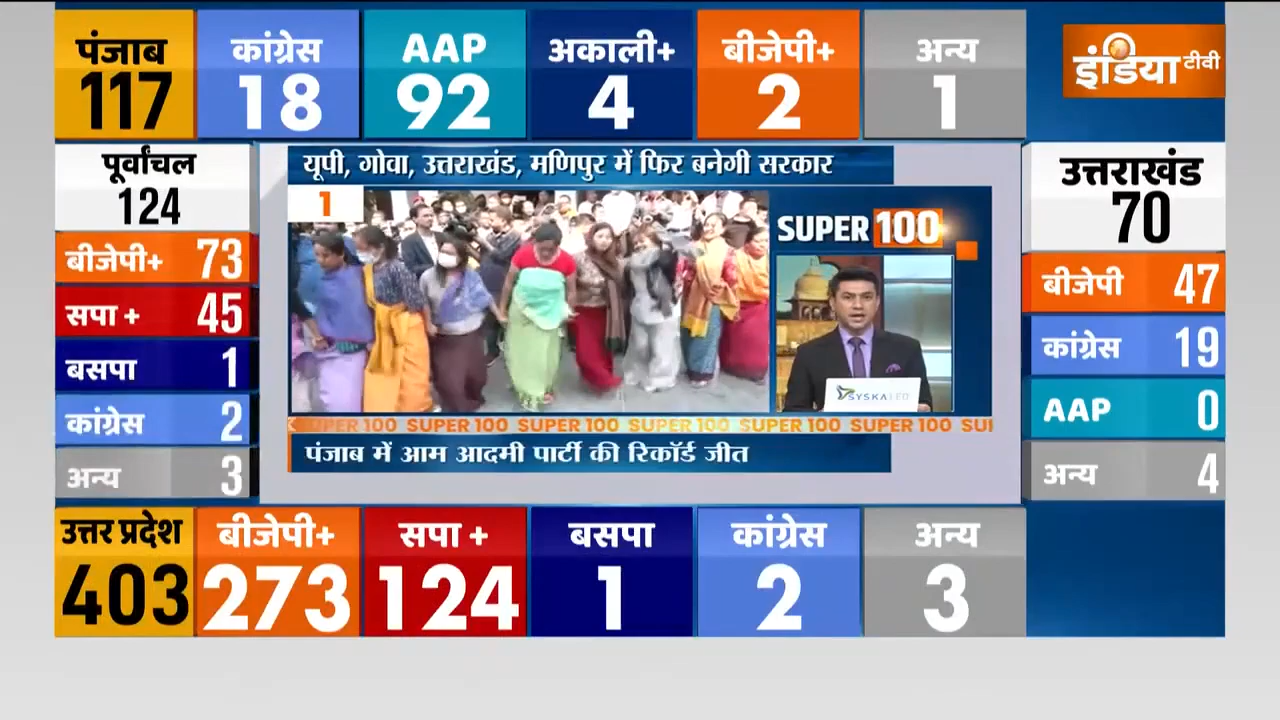 पंजाब
117
कांग्रेस
18
AAP
92
अकाली+
4
बीजेपी+
2
अन्य
1
इंडिया टीवी
पूर्वांचल
124
बीजेपी+ 73
सपा + 45
बसपा 1
कांग्रेस 2
अन्य 3
यूपी, गोवा, उत्तराखंड, मणिपुर में फिर बनेगी सरकार
1
SUPER 100
SYSKA LED
SUPER 100 SUPER 100 SUPER 100 SUPER 100 SUPER 100
पंजाब में आम आदमी पार्टी की रिकॉर्ड जीत
उत्तराखंड
70
बीजेपी 47
कांग्रेस 19
AAP 0
अन्य 4
उत्तर प्रदेश
403
बीजेपी+
273
सपा +
124
बसपा
1
कांग्रेस
2
अन्य
3